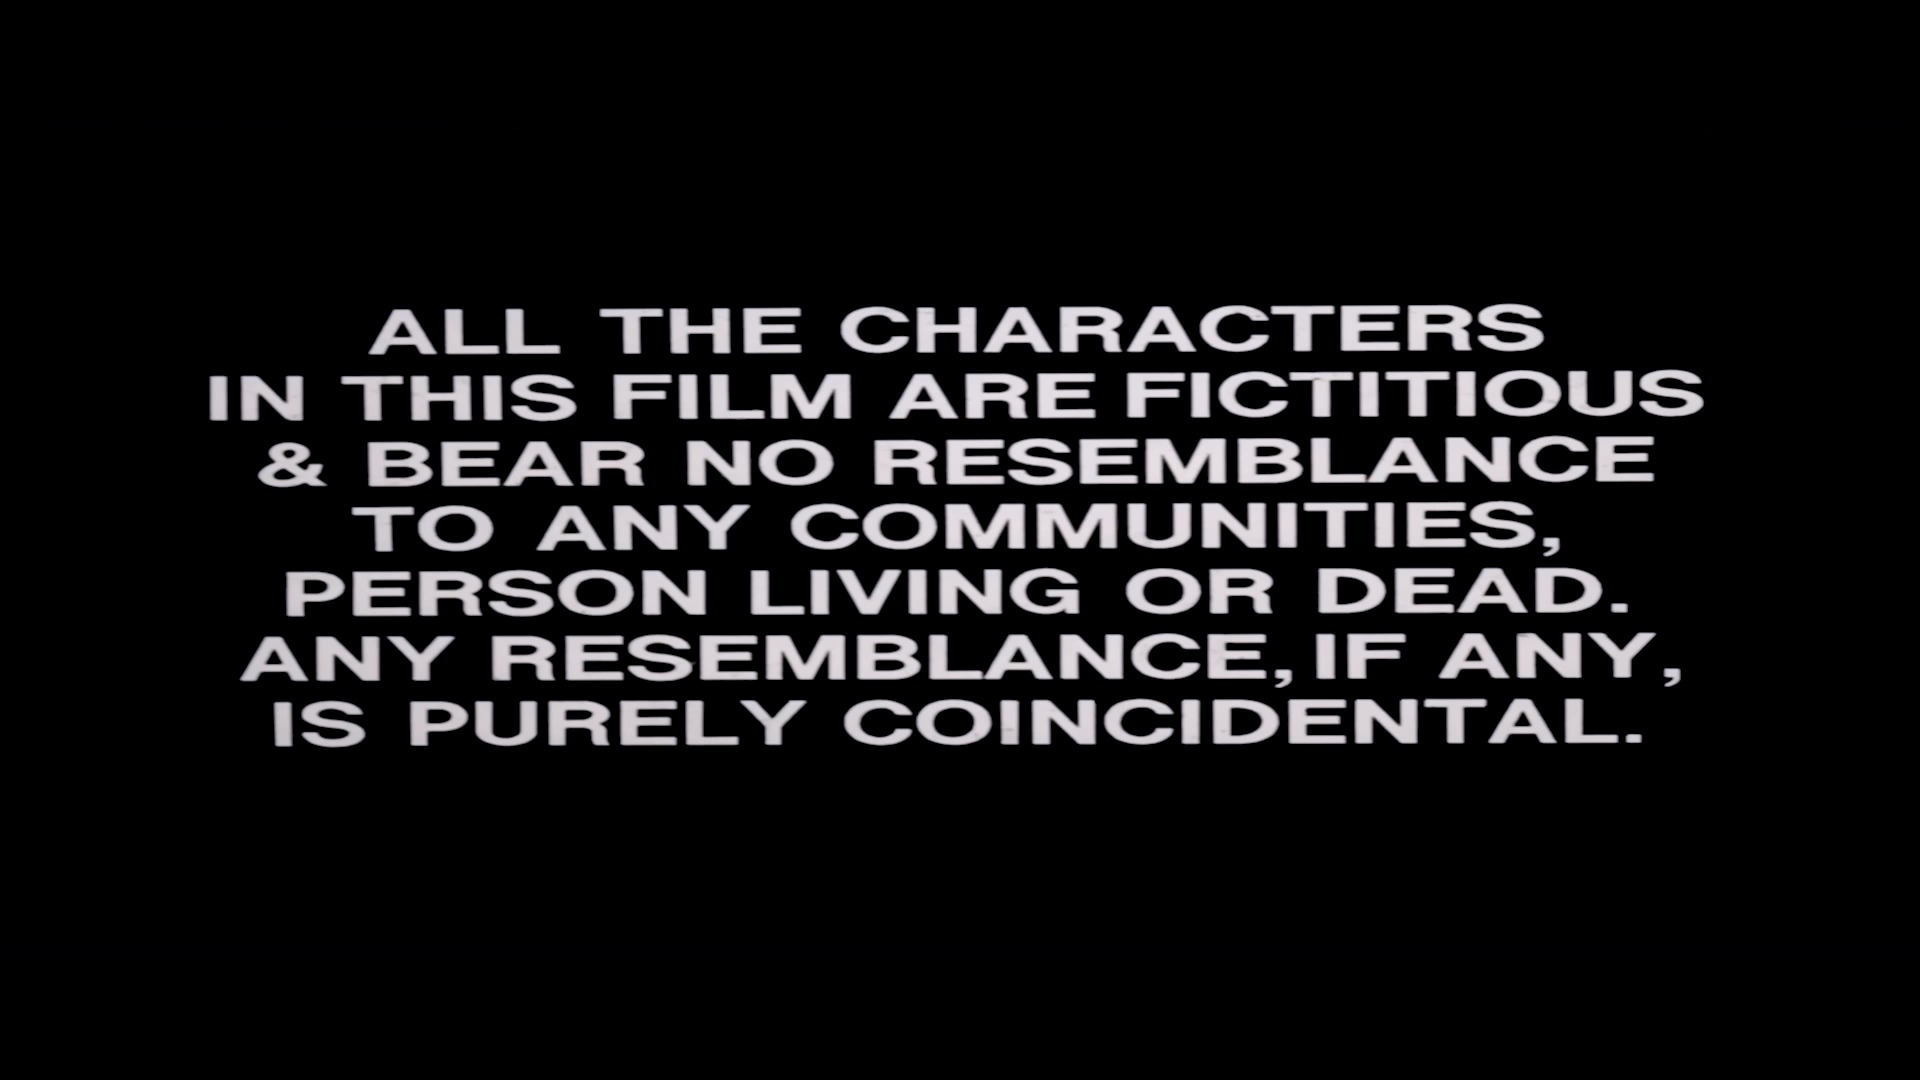 ALL THE CHARACTERS
IN THIS FILM ARE FICTITIOUS
& BEAR NO RESEMBLANCE
TO ANY COMMUNITIES,
PERSON LIVING OR DEAD.
ANY RESEMBLANCE, IF ANY,
IS PURELY COINCIDENTAL.